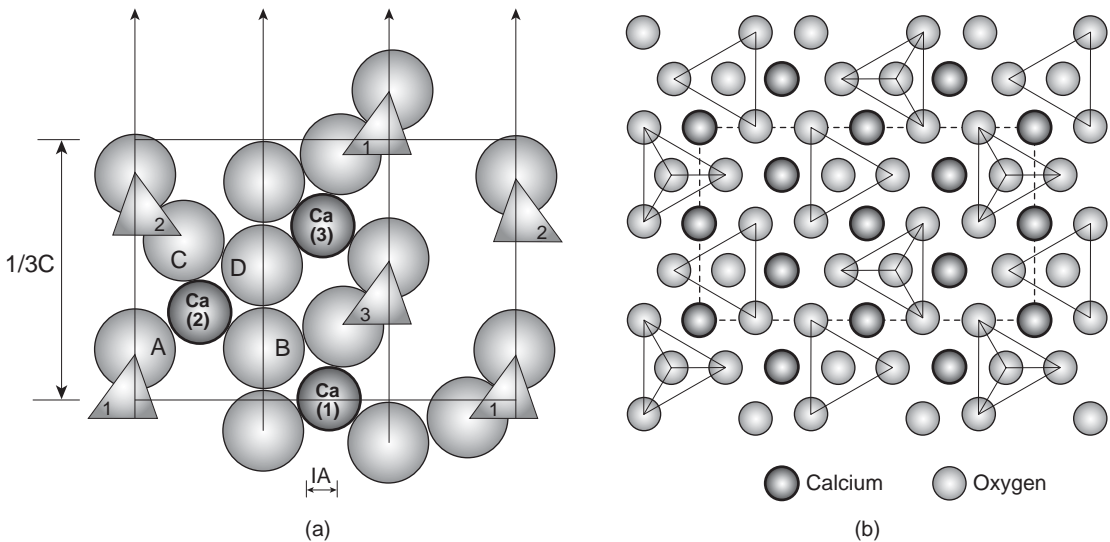 1
2
Ca
(3)
2
1/3C
C
D
Ca
(2)
3
A
B
1
Ca
(1)
1
IA
(a)
Calcium
Oxygen
(b)